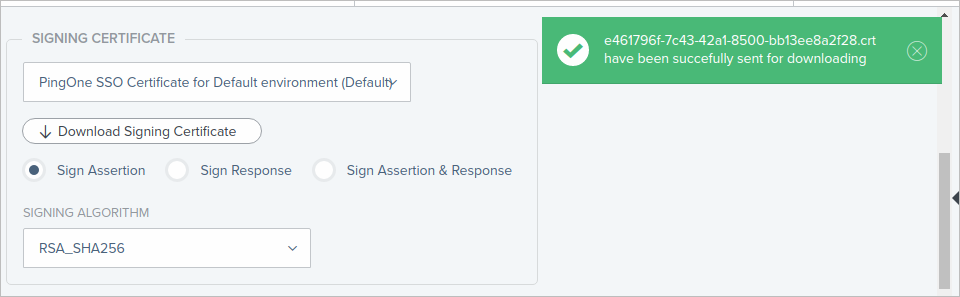 SIGNING CERTIFICATE
PingOne SSO Certificate for Default environment (Default)
Download Signing Certificate
Sign Assertion
Sign Response
Sign Assertion & Response
SIGNING ALGORITHM
RSA_SHA256
e461796f-7c43-42a1-8500-bb13ee8a2f28.crt
have been succefully sent for downloading